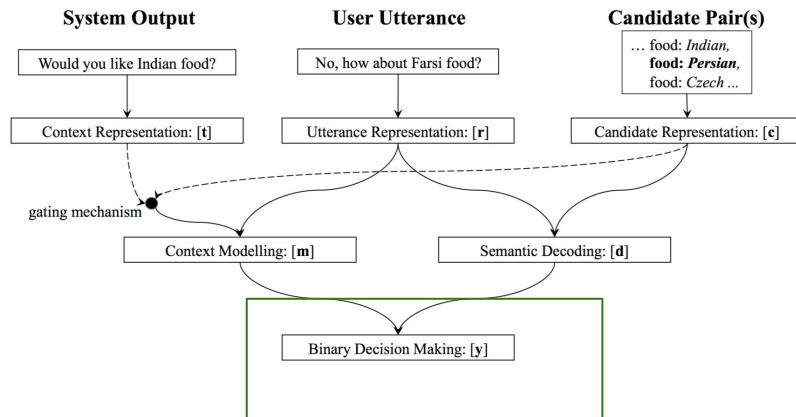 System Output
User Utterance
Candidate Pair(s)
Would you like Indian food?
No, how about Farsi food?
... food: Indian,
food: Persian,
food: Czech ...
Context Representation: [t]
Utterance Representation: [r]
Candidate Representation: [c]
gating mechanism
Context Modelling: [m]
Semantic Decoding: [d]
Binary Decision Making: [y]